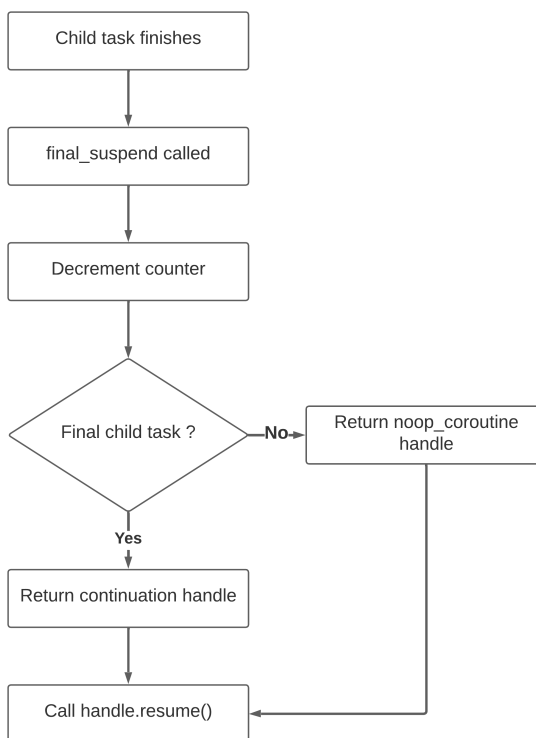 Child task finishes
final_suspend called
Decrement counter
Final child task ?
No
Return noop_coroutine
handle
Yes
Return continuation handle
Call handle.resume()